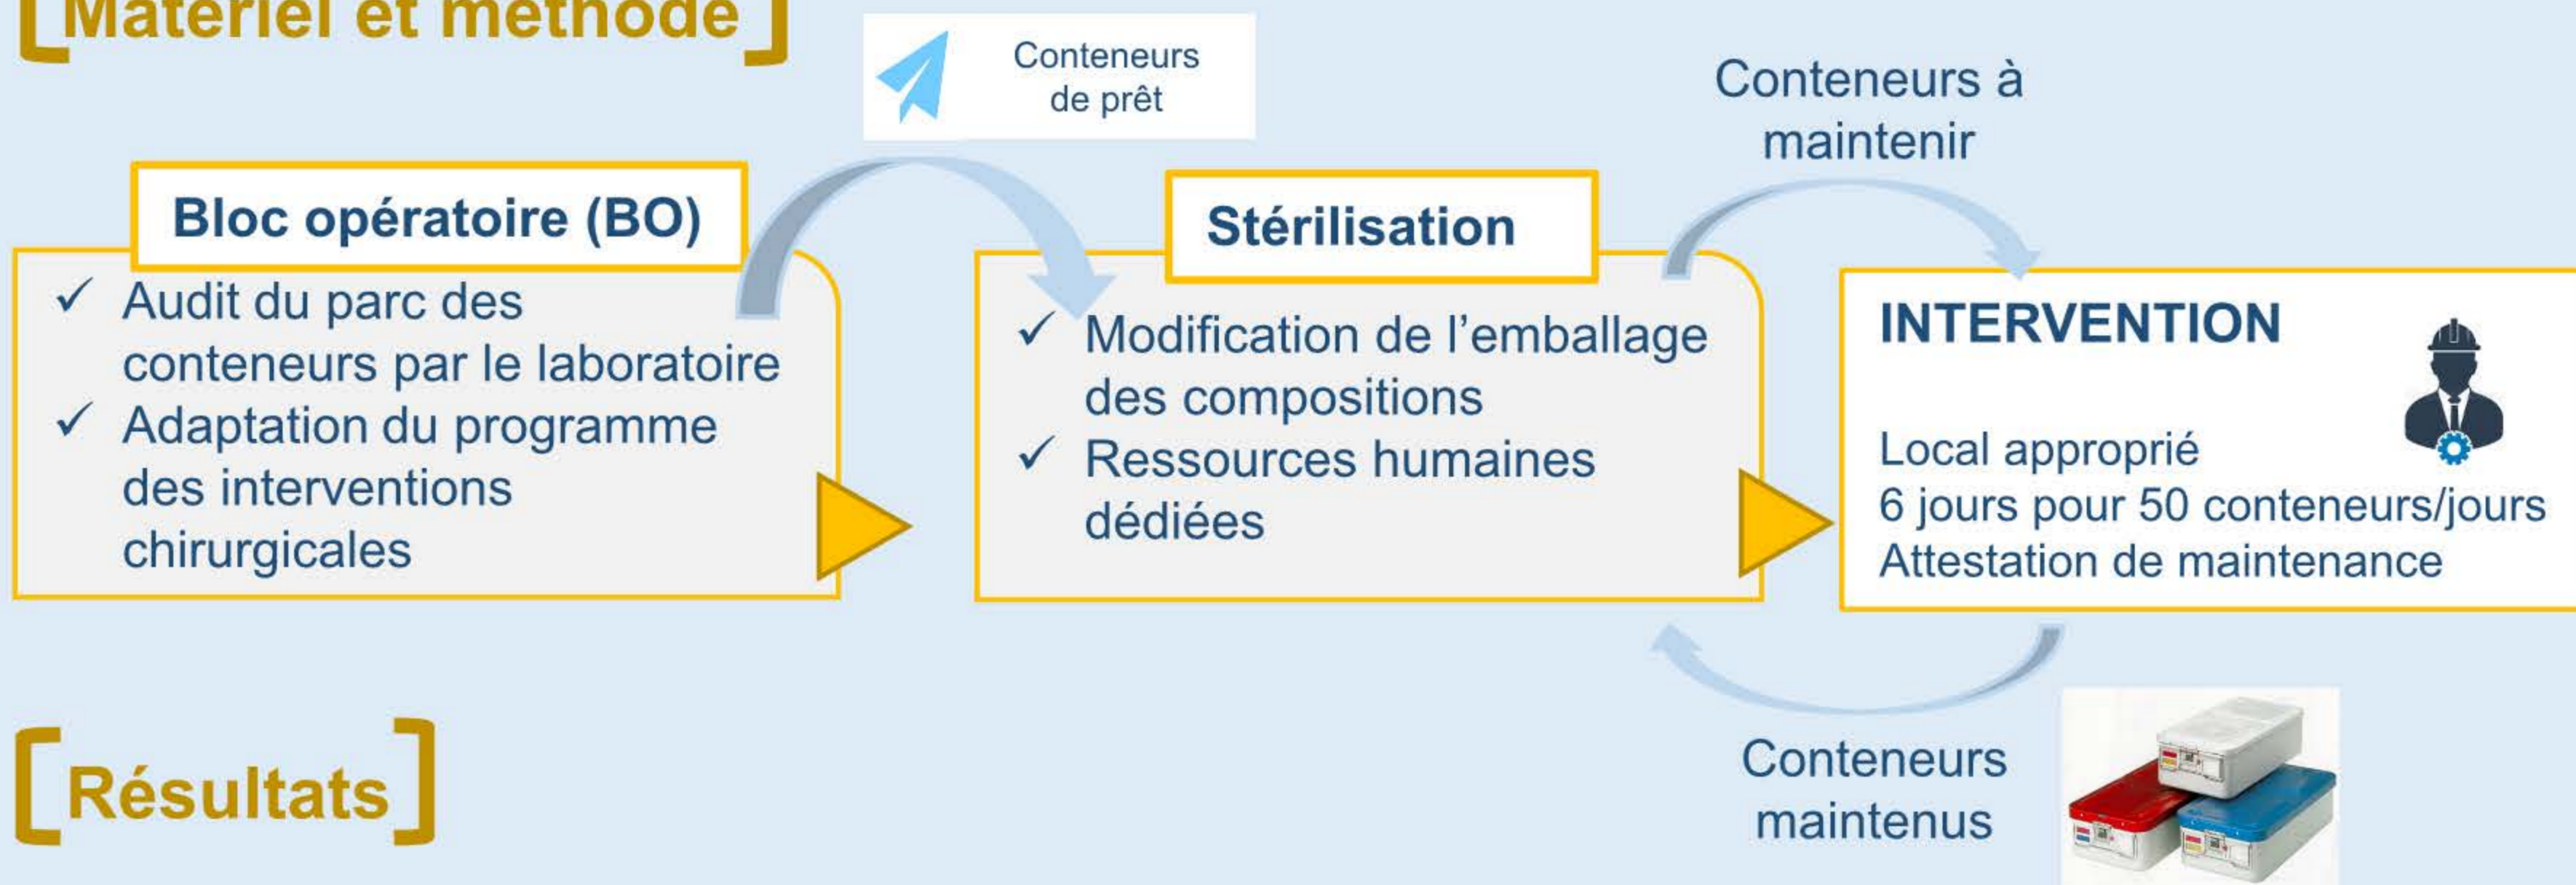 [Matériel et méthode]
Conteneurs
de prêt
Conteneurs à
maintenir
Bloc opératoire (BO)
✓ Audit du parc des
conteneurs par le laboratoire
✓ Adaptation du programme
des interventions
chirurgicales
Stérilisation
✓ Modification de l'emballage
des compositions
✓ Ressources humaines
dédiées
INTERVENTION
Local approprié
6 jours pour 50 conteneurs/jours
Attestation de maintenance
Conteneurs
maintenus
[Résultats]